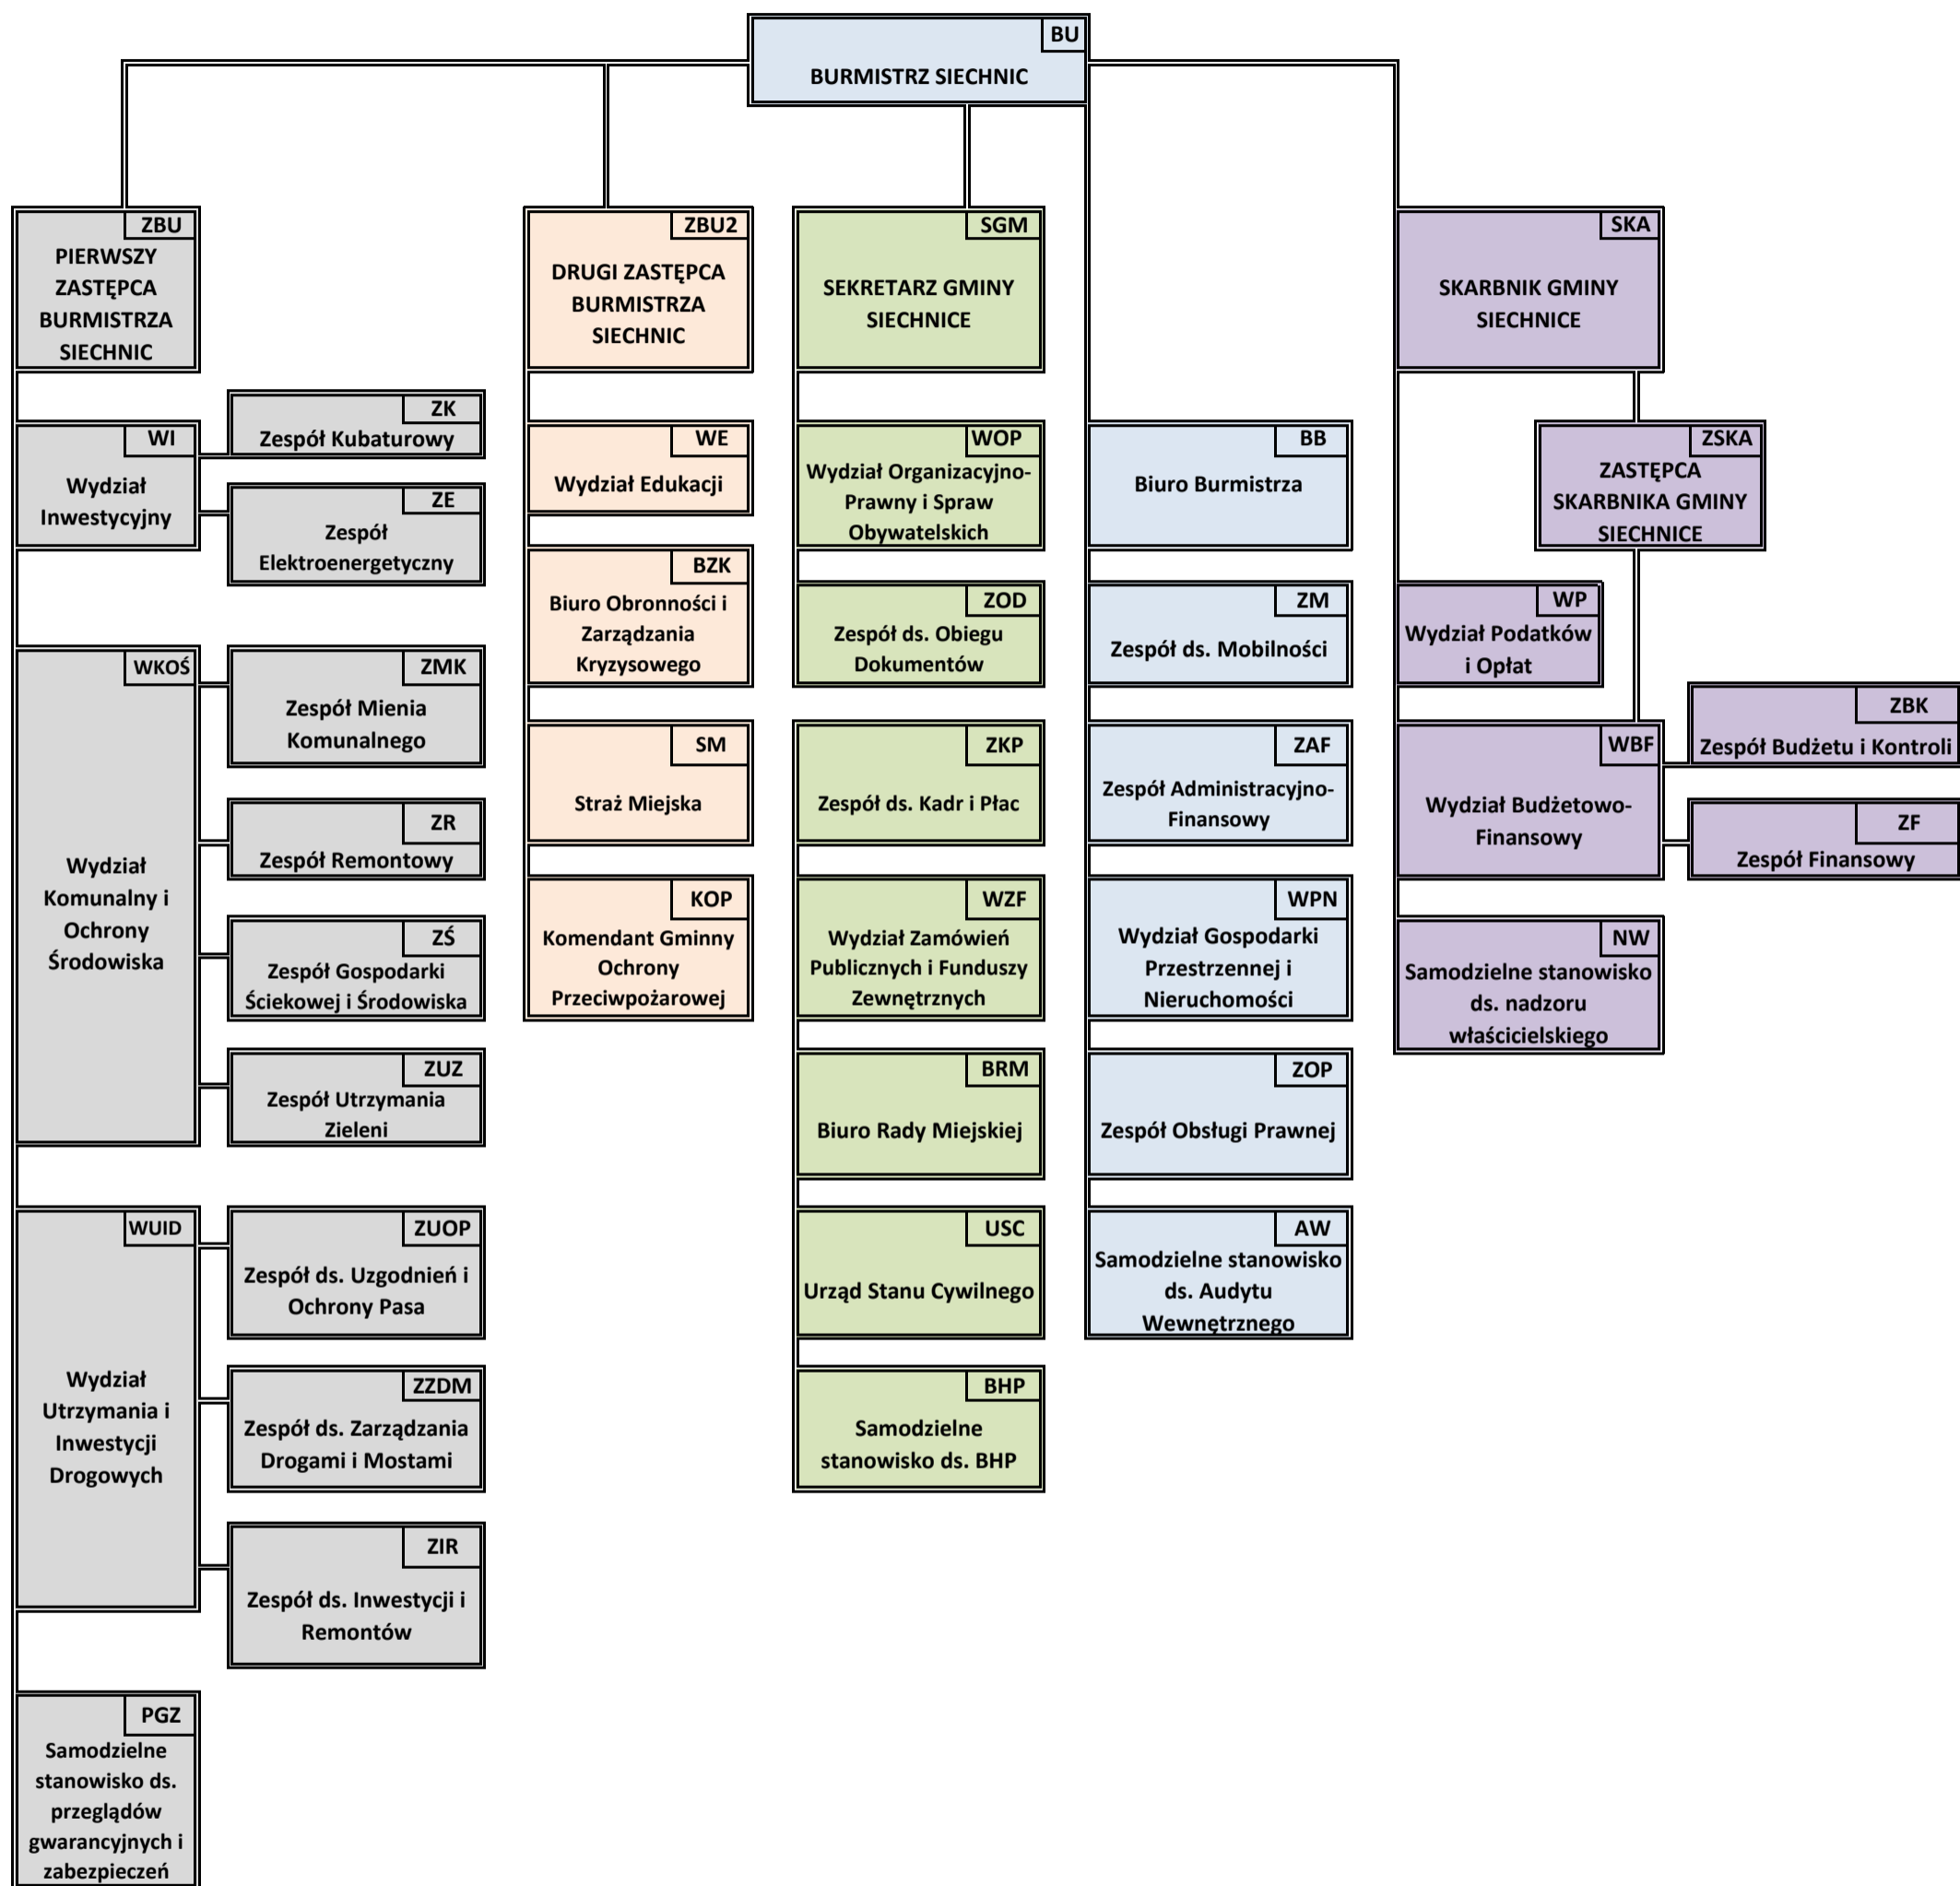 BU
BURMISTRZ SIECHNIC
ZBU
PIERWSZY
ZASTĘPCA
BURMISTRZA
SIECHNIC
WI
Wydział
Inwestycyjny
ZK
Zespół Kubaturowy
ZE
Zespół
Elektroenergetyczny
WKOŚ
Wydział
Komunalny i
Ochrony
Środowiska
ZMK
Zespół Mienia
Komunalnego
ZR
Zespół Remontowy
ZŚ
Zespół Gospodarki
Ściekowej i Środowiska
ZUZ
Zespół Utrzymania
Zieleni
WUID
Wydział
Utrzymania i
Inwestycji
Drogowych
ZUOP
Zespół ds. Uzgodnień i
Ochrony Pasa
ZZDM
Zespół ds. Zarządzania
Drogami i Mostami
ZIR
Zespół ds. Inwestycji i
Remontów
PGZ
Samodzielne
stanowisko ds.
przeglądów
gwarancyjnych i
zabezpieczeń
ZBU2
DRUGI ZASTĘPCA
BURMISTRZA
SIECHNIC
WE
Wydział Edukacji
BZK
Biuro Obronności i
Zarządzania
Kryzysowego
SM
Straż Miejska
KOP
Komendant Gminny
Ochrony
Przeciwpożarowej
SGM
SEKRETARZ GMINY
SIECHNICE
WOP
Wydział Organizacyjno-
Prawny i Spraw
Obywatelskich
ZOD
Zespół ds. Obiegu
Dokumentów
ZKP
Zespół ds. Kadr i Płac
WZF
Wydział Zamówień
Publicznych i Funduszy
Zewnętrznych
BRM
Biuro Rady Miejskiej
USC
Urząd Stanu Cywilnego
BHP
Samodzielne
stanowisko ds. BHP
BB
Biuro Burmistrza
ZM
Zespół ds. Mobilności
ZAF
Zespół Administracyjno-
Finansowy
WPN
Wydział Gospodarki
Przestrzennej i
Nieruchomości
ZOP
Zespół Obsługi Prawnej
AW
Samodzielne stanowisko
ds. Audytu
Wewnętrznego
SKA
SKARBNIK GMINY
SIECHNICE
ZSKA
ZASTĘPCA
SKARBNIKA GMINY
SIECHNICE
WP
Wydział Podatków
i Opłat
WBF
Wydział Budżetowo-
Finansowy
ZBK
Zespół Budżetu i Kontroli
ZF
Zespół Finansowy
NW
Samodzielne stanowisko
ds. nadzoru
właścicielskiego